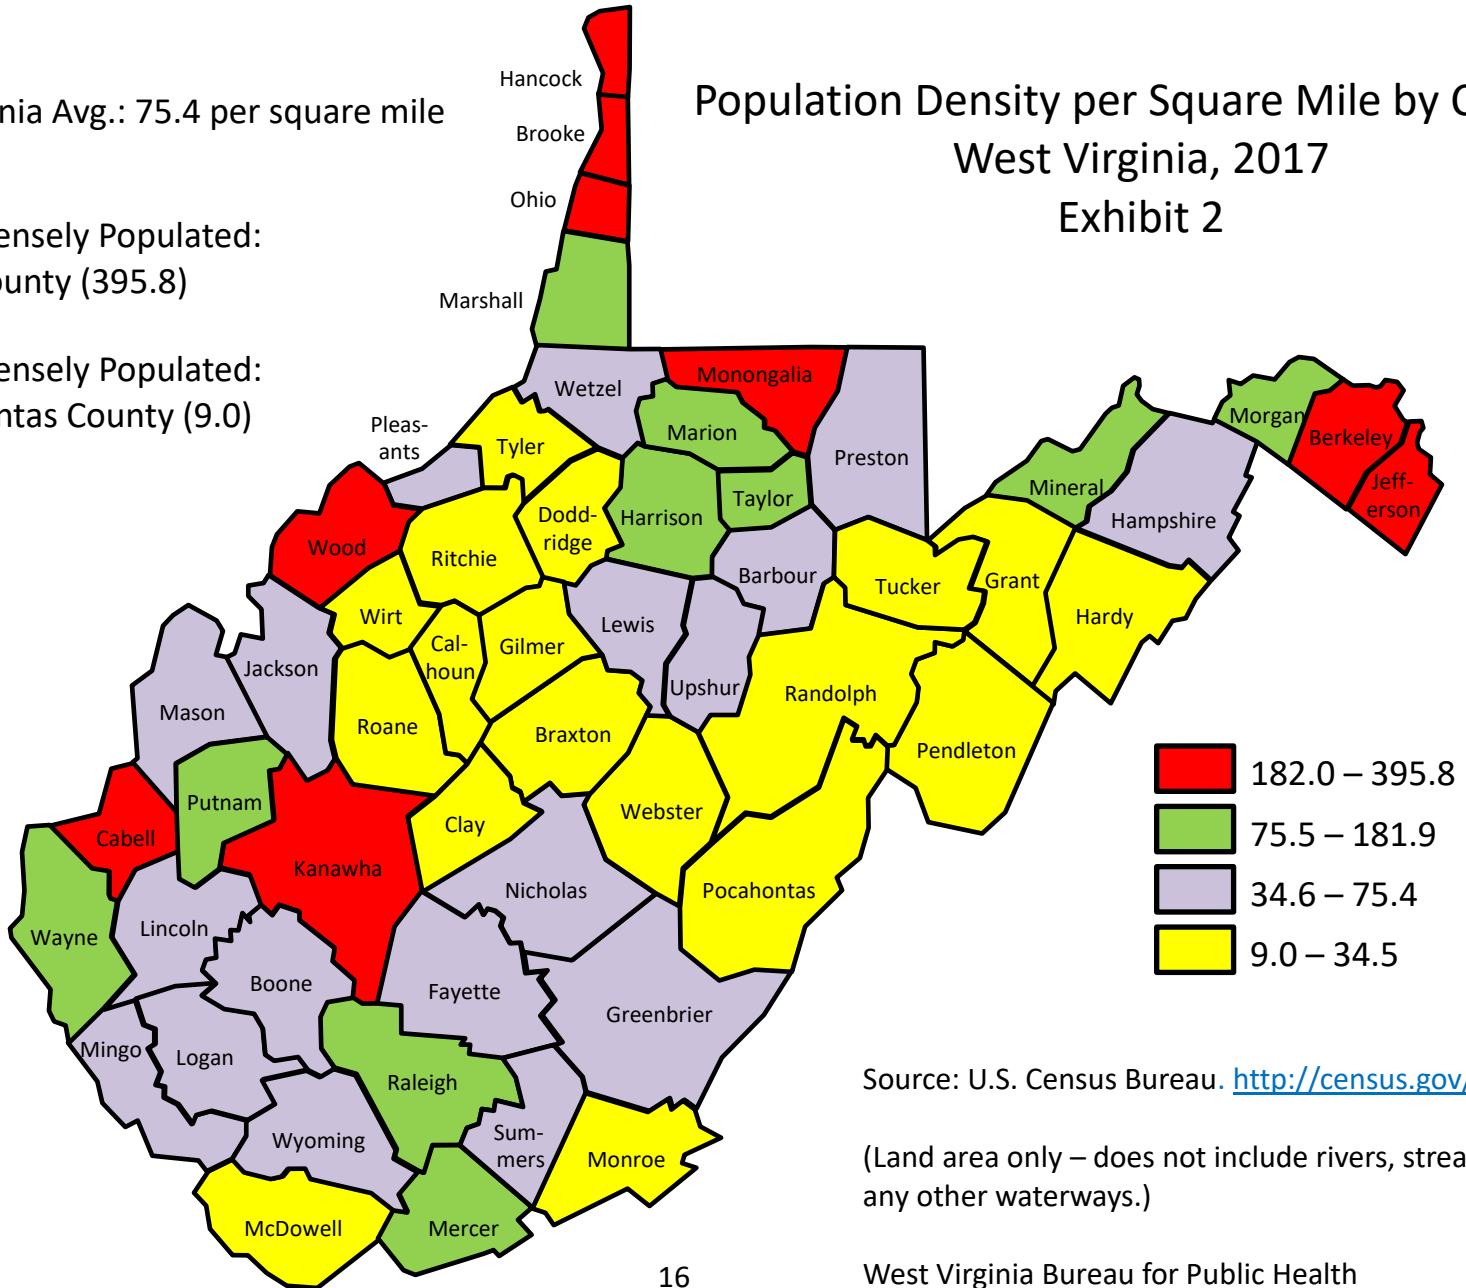 Population Density per Square Mile by C
West Virginia, 2017
Exhibit 2
nia Avg.: 75.4 per square mile
ensely Populated:
ounty (395.8)
ensely Populated:
ntas County (9.0)
Hancock
Brooke
Ohio
Marshall
Wetzel
Monongalia
Marion
Preston
Pleas-
ants
Tyler
Taylor
Harrison
Dodd-
ridge
Ritchie
Wood
Wirt
Barbour
Tucker
Grant
Mineral
Hampshire
Morgan
Berkeley
Jeff-
erson
Hardy
Lewis
Gilmer
Cal-
houn
Upshur
Randolph
Pendleton
Jackson
Mason
Roane
Braxton
Webster
Pocahontas
Clay
Putnam
Cabell
Kanawha
Nicholas
Wayne
Lincoln
Boone
Fayette
Greenbrier
Mingo
Logan
Raleigh
Wyoming
Sum-
mers
Monroe
McDowell
Mercer
182.0 – 395.8
75.5 – 181.9
34.6 – 75.4
9.0 – 34.5
Source: U.S. Census Bureau. http://census.gov/
(Land area only – does not include rivers, strea
any other waterways.)
West Virginia Bureau for Public Health
16